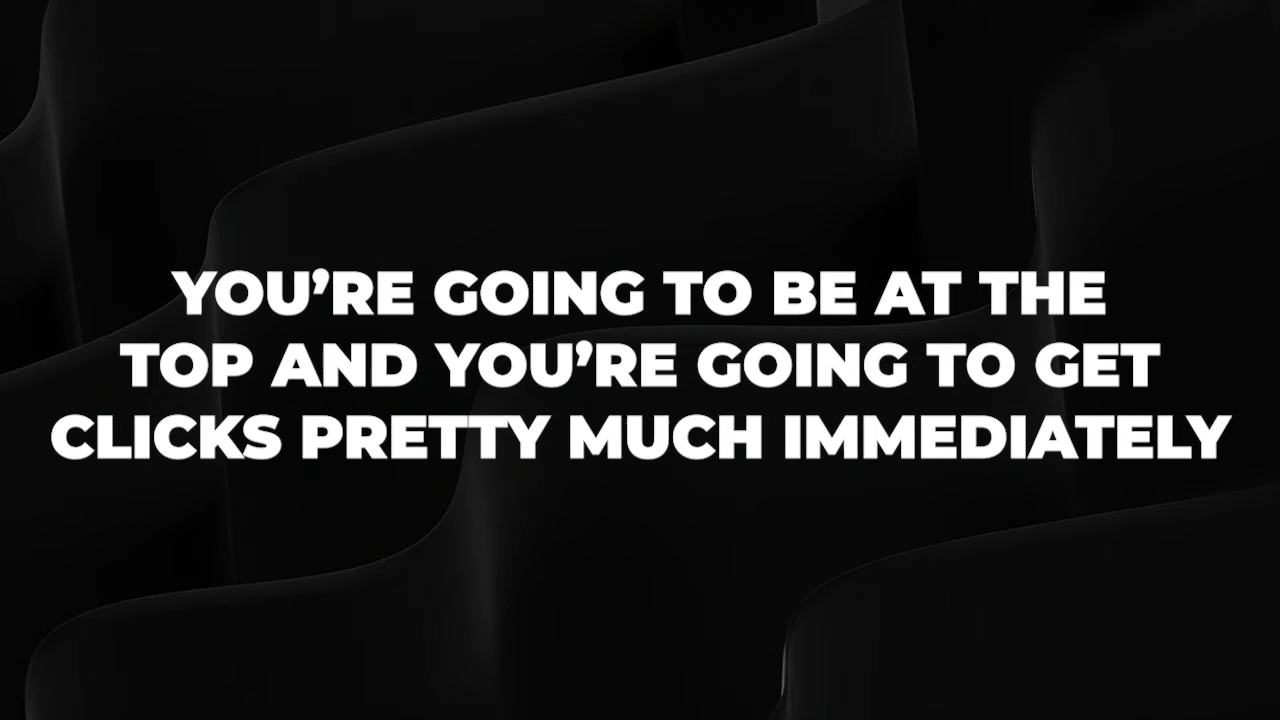 YOU’RE GOING TO BE AT THE
TOP AND YOU’RE GOING TO GET
CLICKS PRETTY MUCH IMMEDIATELY